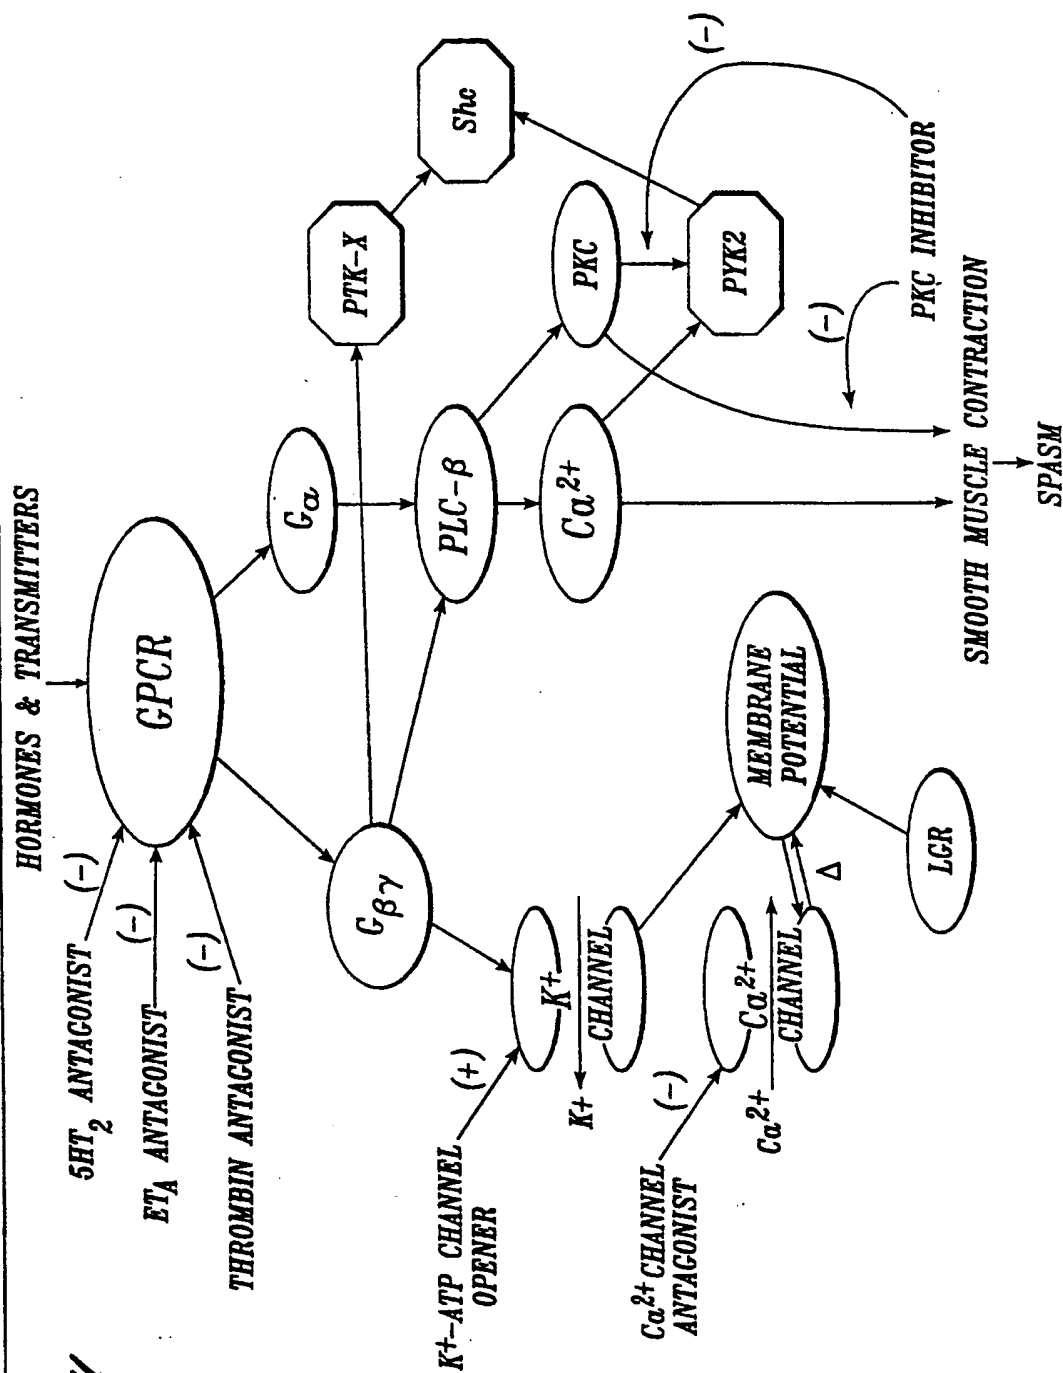 HORMONES & TRANSMITTERS
5HT2 ANTAGONIST
(-)
ETA ANTAGONIST
(-)
THROMBIN ANTAGONIST
(-)
GPCR
Gα
Gβγ
PTK-X
Shc
PLC-β
PKC
Ca2+
PYK2
(-)
PKC INHIBITOR
(-)
K+-ATP CHANNEL
OPENER
(+)
K+
CHANNEL
K+
Ca2+ CHANNEL
ANTAGONIST
(-)
Ca2+
CHANNEL
Ca2+
Δ
MEMBRANE
POTENTIAL
LGR
SMOOTH MUSCLE CONTRACTION
SPASM